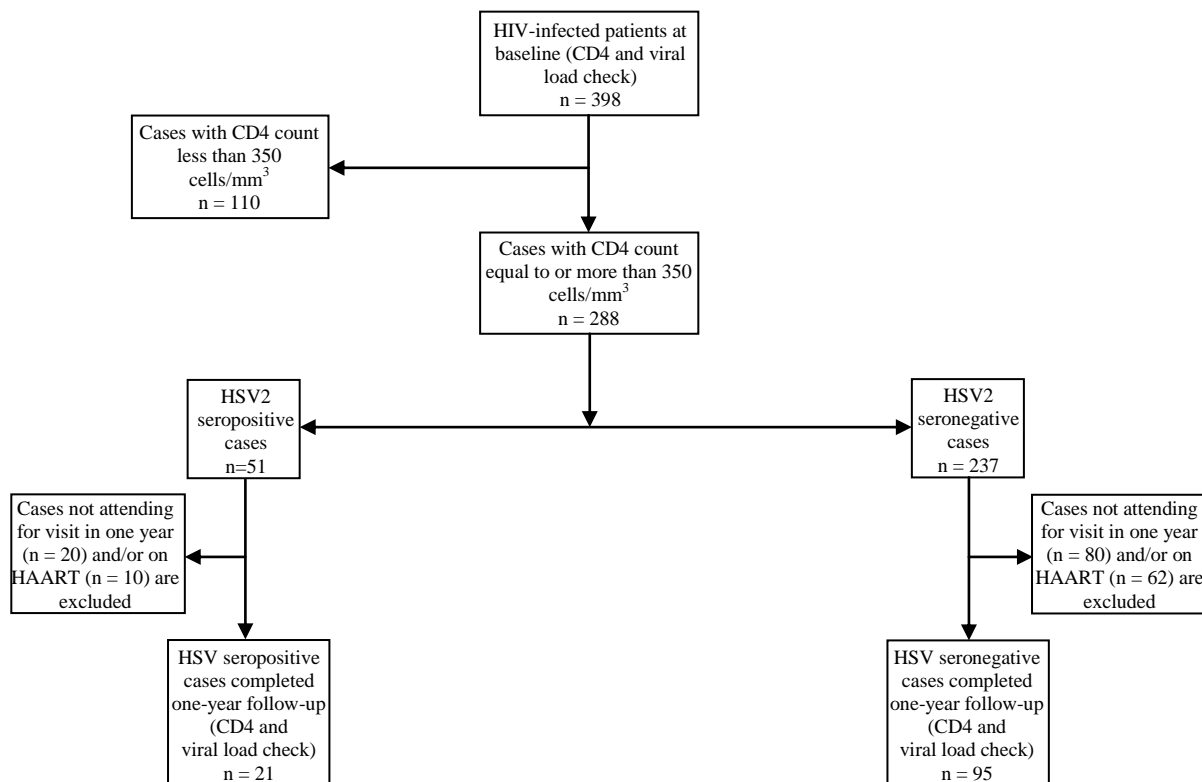 HIV-infected patients at
baseline (CD4 and viral
load check)
n = 398
Cases with CD4 count
less than 350
cells/mm³
n = 110
Cases with CD4 count
equal to or more than 350
cells/mm³
n = 288
HSV2
seropositive
cases
n=51
HSV2
seronegative
cases
n = 237
Cases not attending
for visit in one year
(n = 20) and/or on
HAART (n = 10) are
excluded
Cases not attending
for visit in one year
(n = 80) and/or on
HAART (n = 62) are
excluded
HSV seropositive
cases completed
one-year follow-up
(CD4 and
viral load check)
n = 21
HSV seronegative
cases completed
one-year follow-up
(CD4 and
viral load check)
n = 95